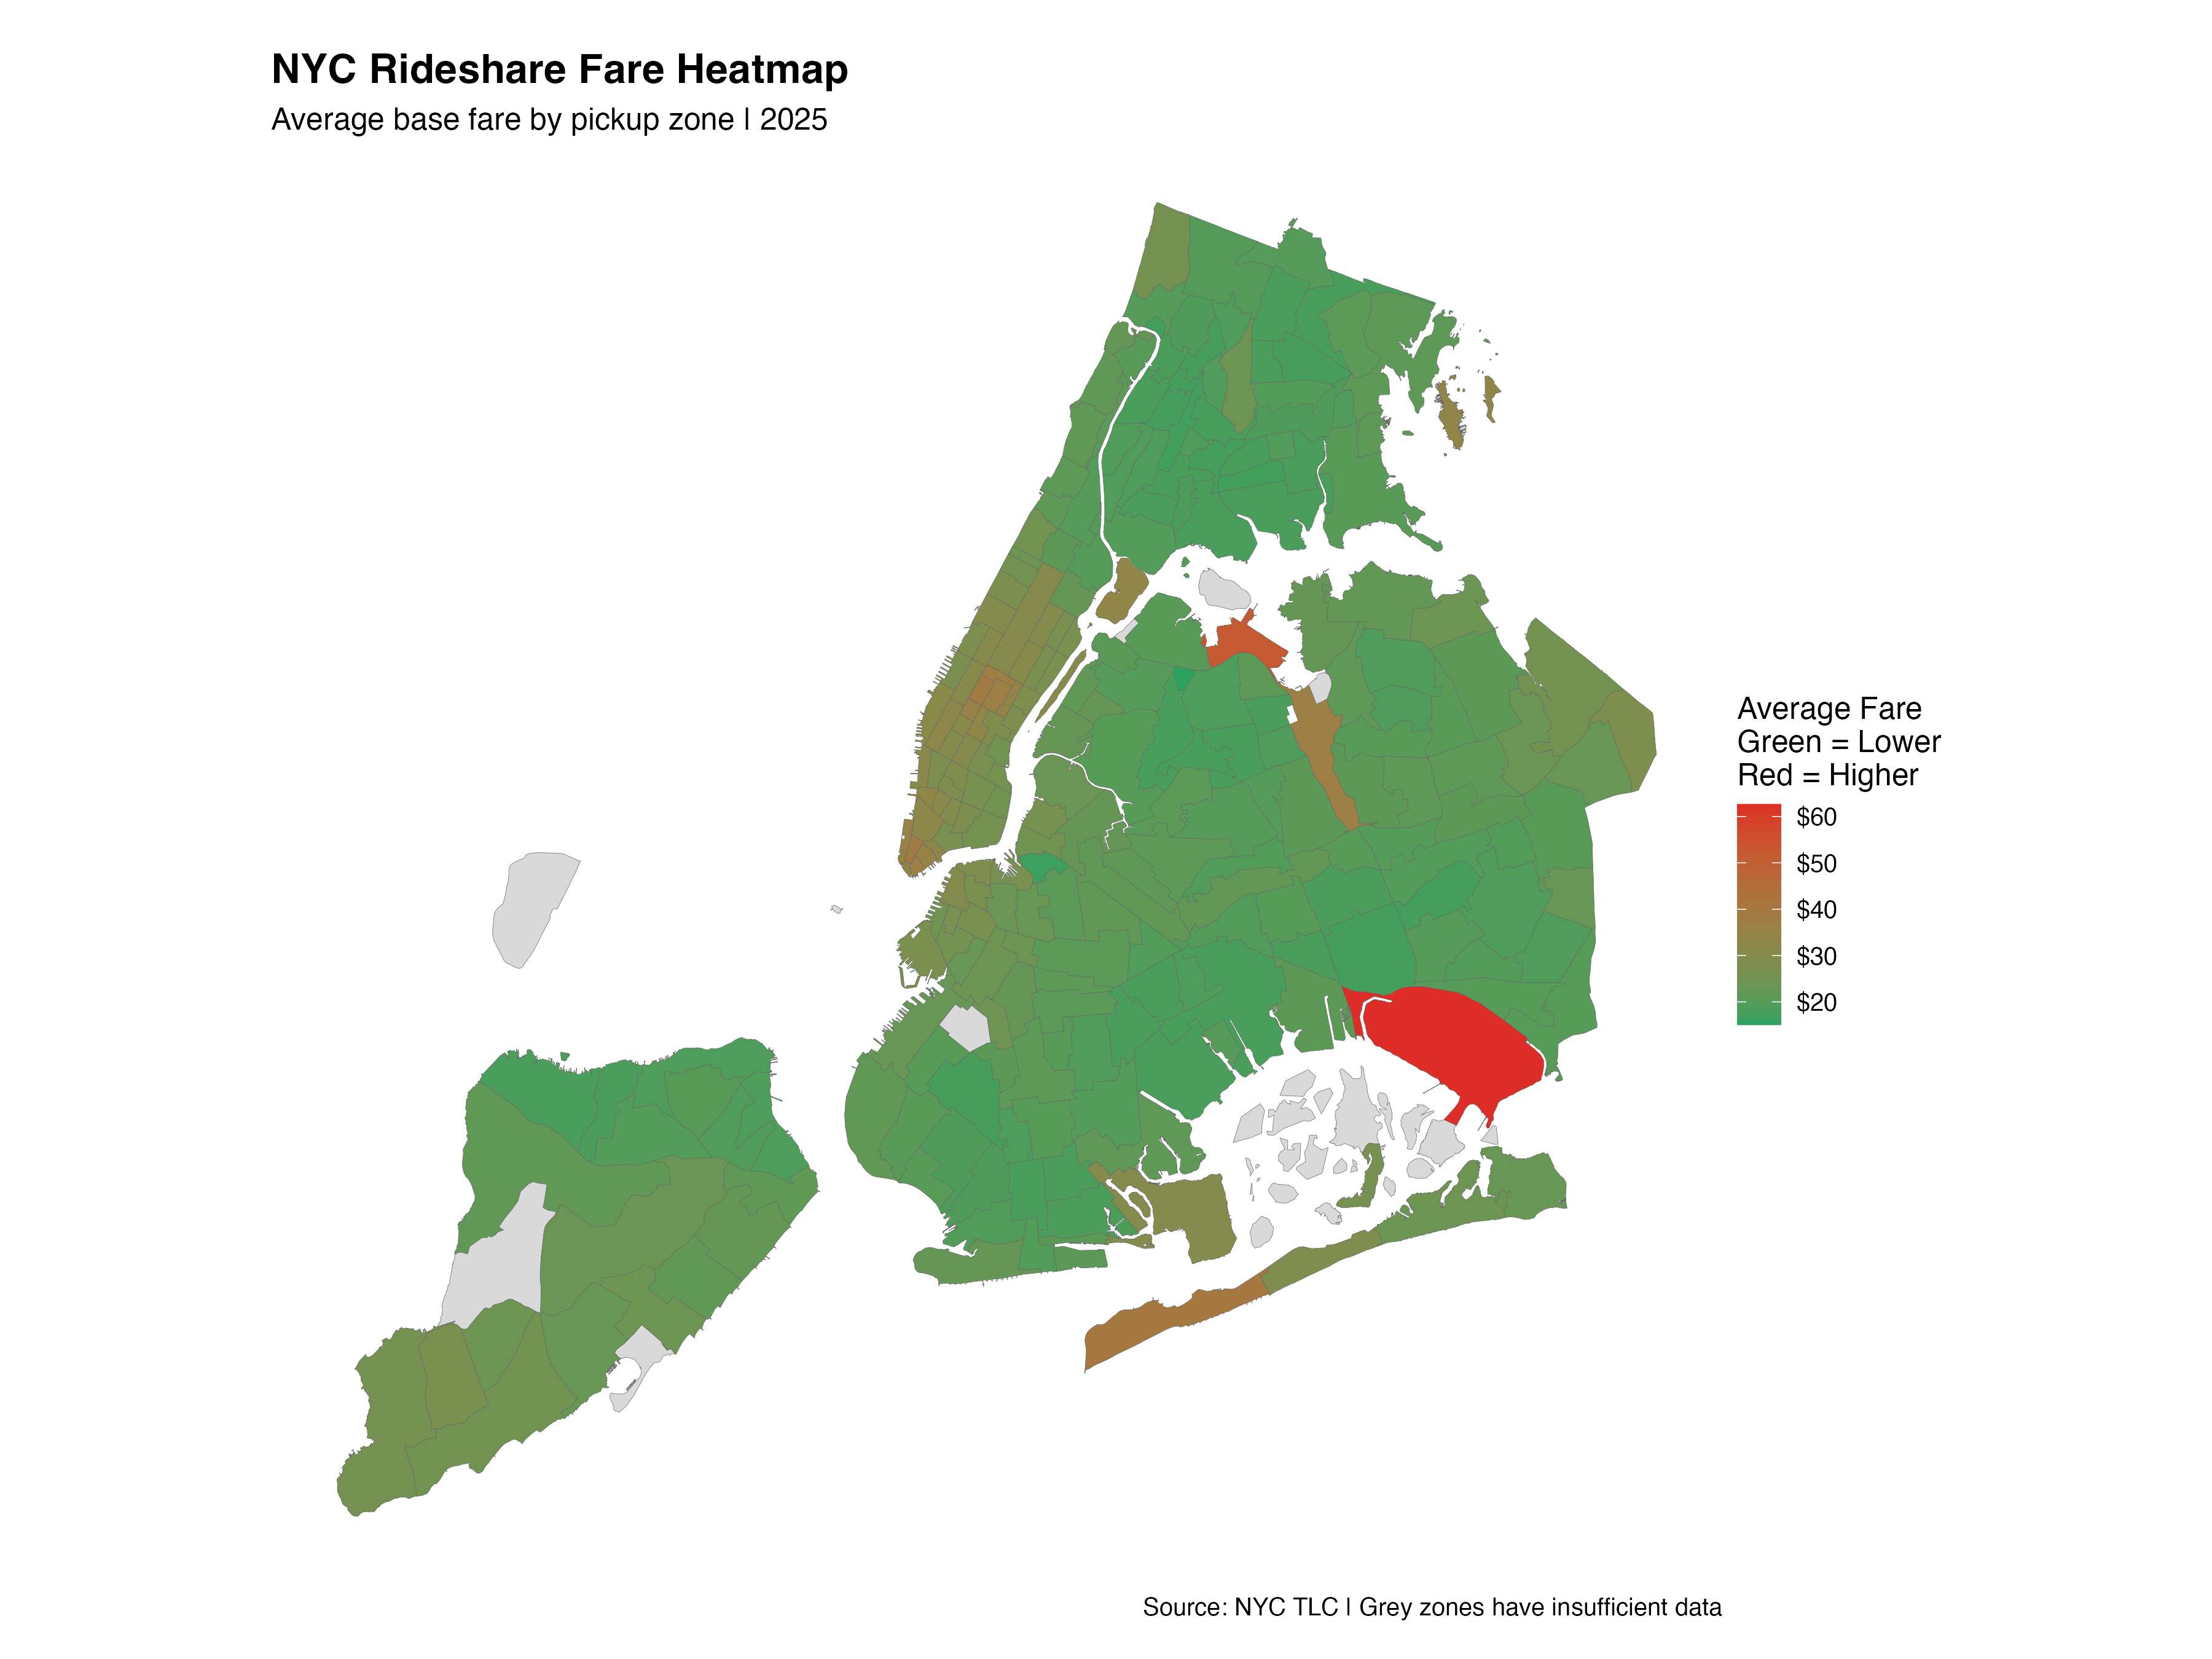 NYC Rideshare Fare Heatmap
Average base fare by pickup zone | 2025
Average Fare
Green = Lower
Red = Higher
$60
$50
$40
$30
$20
Source: NYC TLC | Grey zones have insufficient data